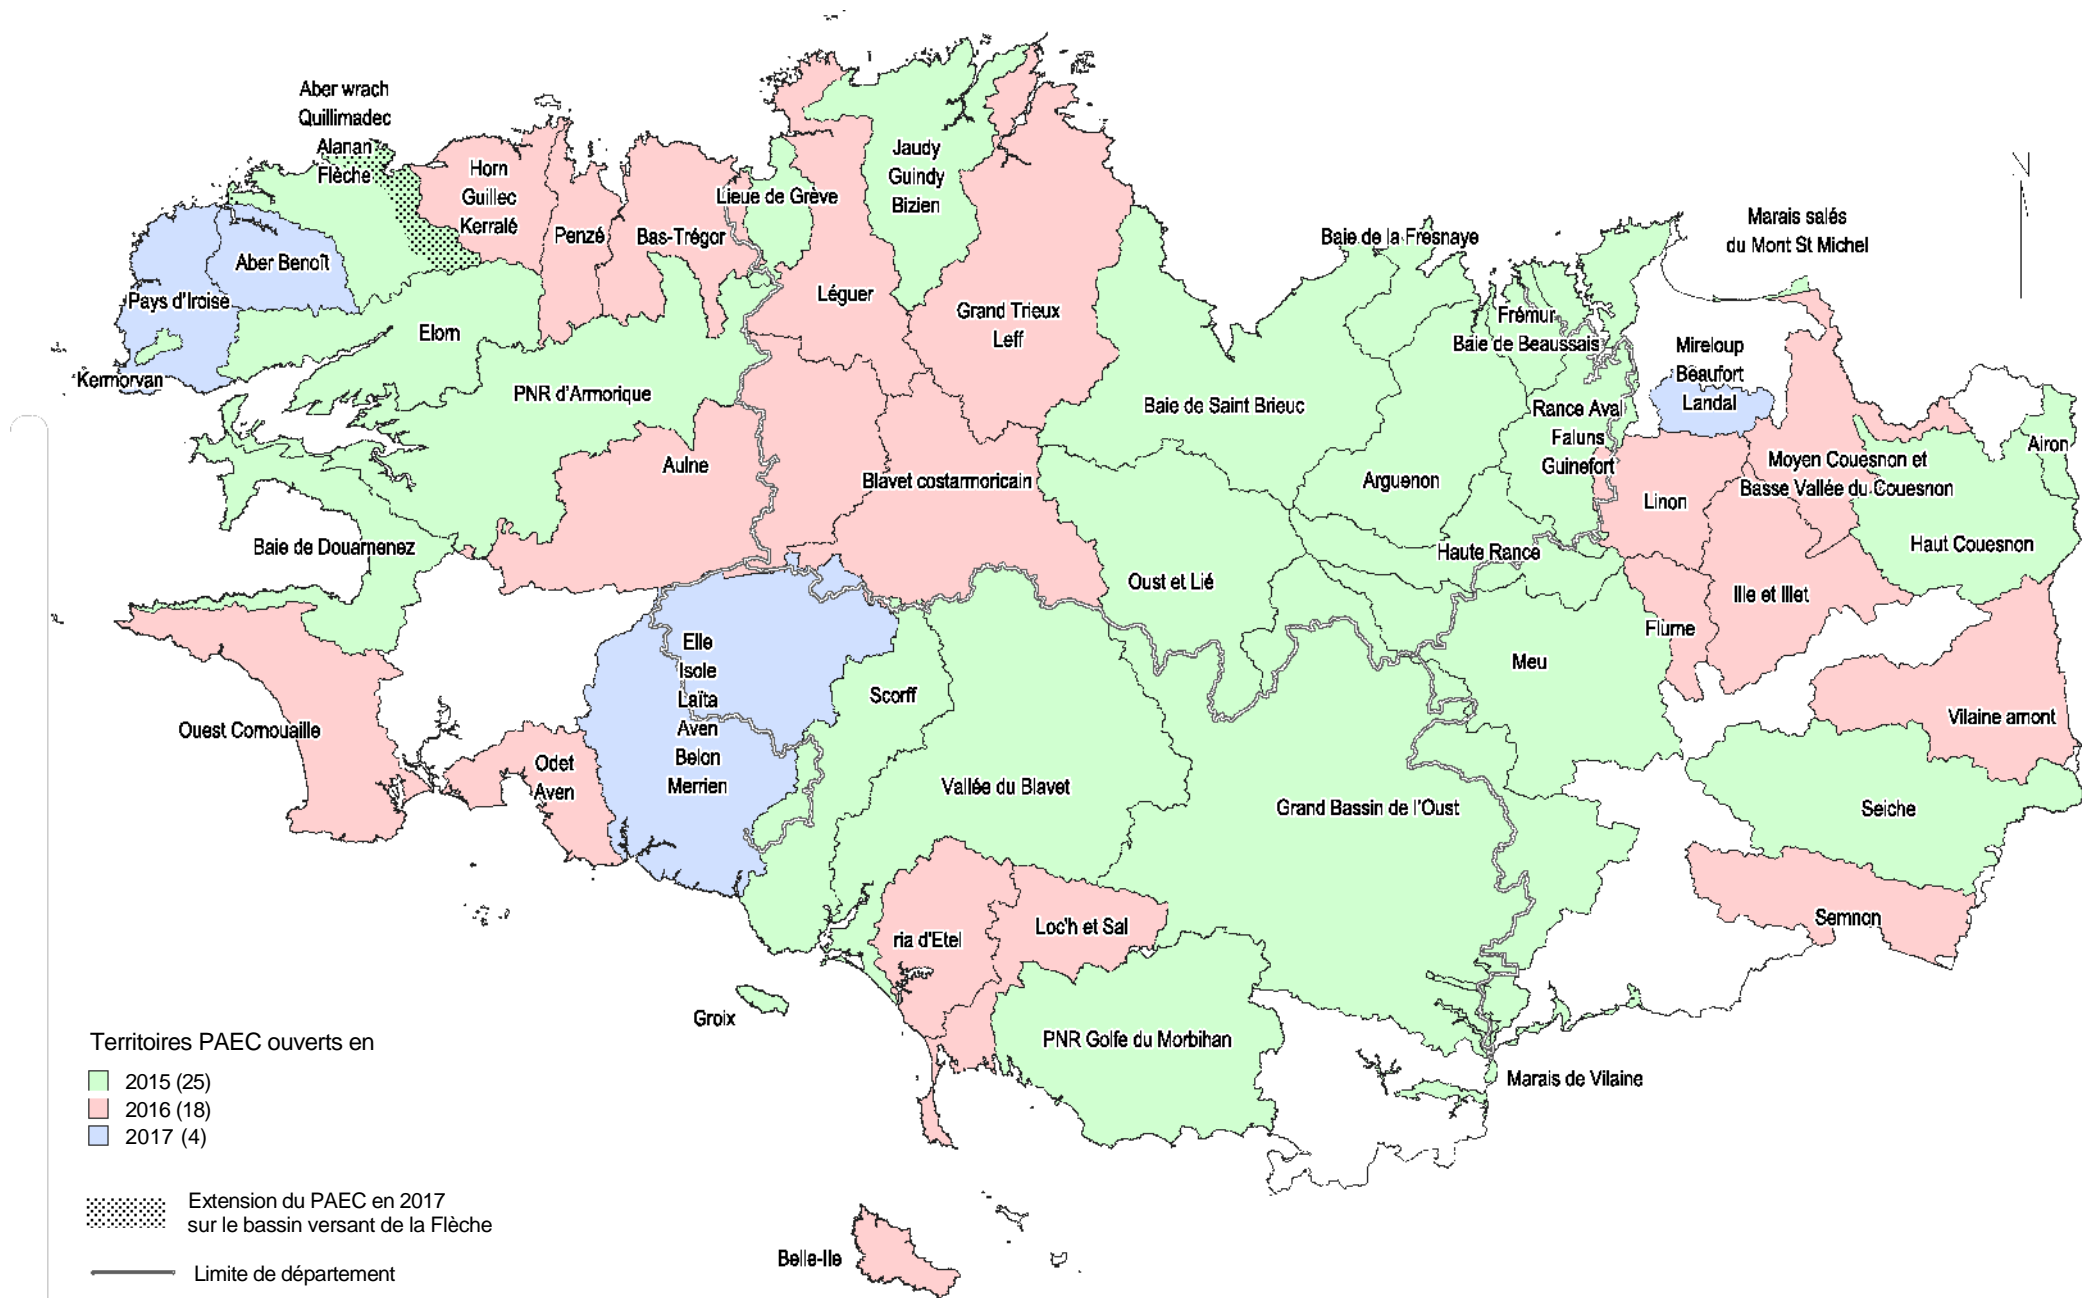 Aber wrach
Quillimadec
Alanan
Flèche
Horn
Guillec
Kerralé
Penzé
Bas-Trégor
Lieue de Grève
Jaudy
Guindy
Bizien
Aber Benoît
Pays d'Iroise
Kermorvan
Elorn
Léguer
Grand Trieux
Leff
Baie de la Fresnaye
Marais salés
du Mont St Michel
Frémur
Baie de Beaussais
Mireloup
Beaufort
Landal
PNR d'Armorique
Baie de Saint Brieuc
Rance Aval
Faluns
Guinefort
Airon
Aulne
Blavet costarmoricain
Arguenon
Linon
Moyen Couesnon et
Basse Vallée du Couesnon
Haut Couesnon
Baie de Douarnenez
Oust et Lié
Haute Rance
Ille et Illet
Flume
Meu
Elle
Isole
Laïta
Aven
Belon
Merrien
Scorff
Ouest Cornouaille
Odet
Aven
Vilaine amont
Vallée du Blavet
Grand Bassin de l'Oust
Seiche
ria d'Etel
Loc'h et Sal
Semnon
Groix
PNR Golfe du Morbihan
Marais de Vilaine
Belle-Ile
Territoires PAEC ouverts en
2015 (25)
2016 (18)
2017 (4)
Extension du PAEC en 2017
sur le bassin versant de la Flèche
Limite de département
N